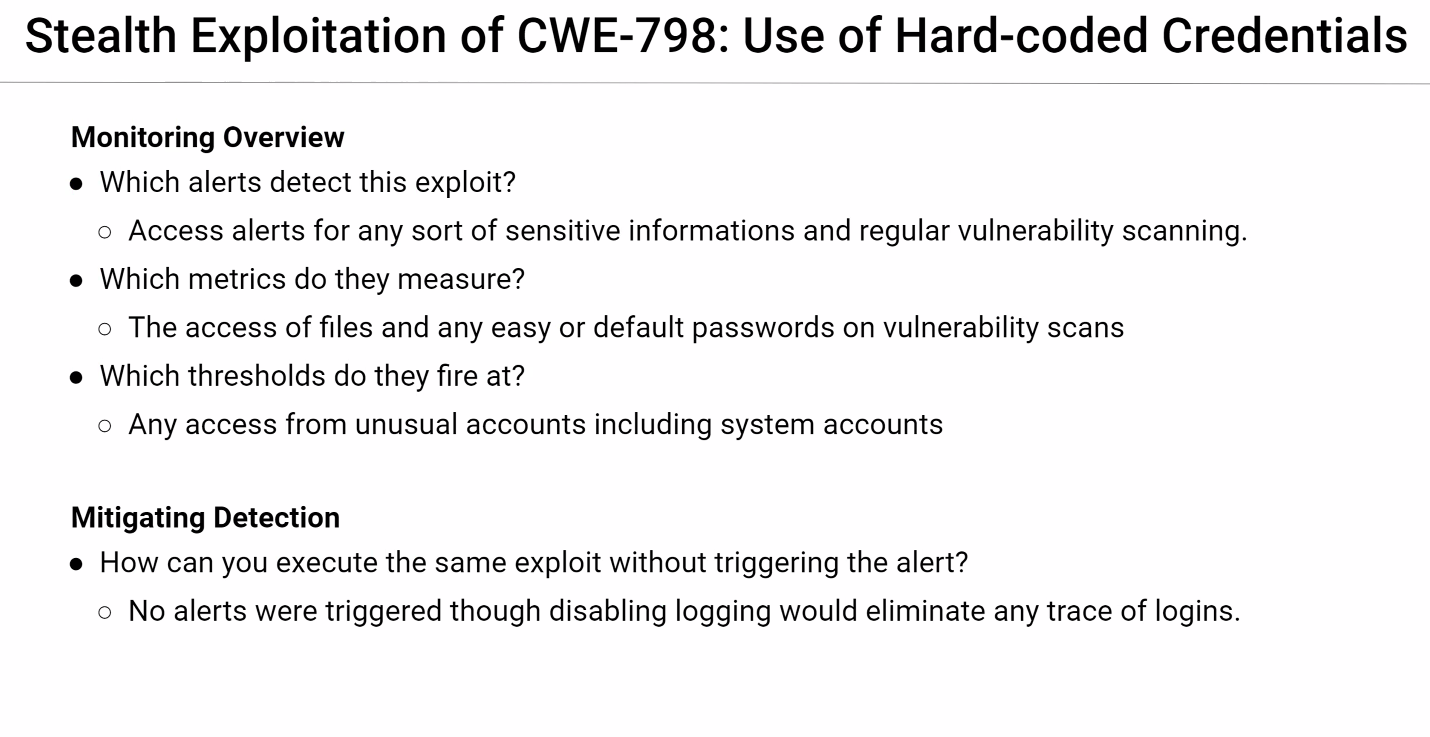 Stealth Exploitation of CWE-798: Use of Hard-coded Credentials
Monitoring Overview
● Which alerts detect this exploit?
○ Access alerts for any sort of sensitive informations and regular vulnerability scanning.
● Which metrics do they measure?
○ The access of files and any easy or default passwords on vulnerability scans
● Which thresholds do they fire at?
○ Any access from unusual accounts including system accounts
Mitigating Detection
● How can you execute the same exploit without triggering the alert?
○ No alerts were triggered though disabling logging would eliminate any trace of logins.